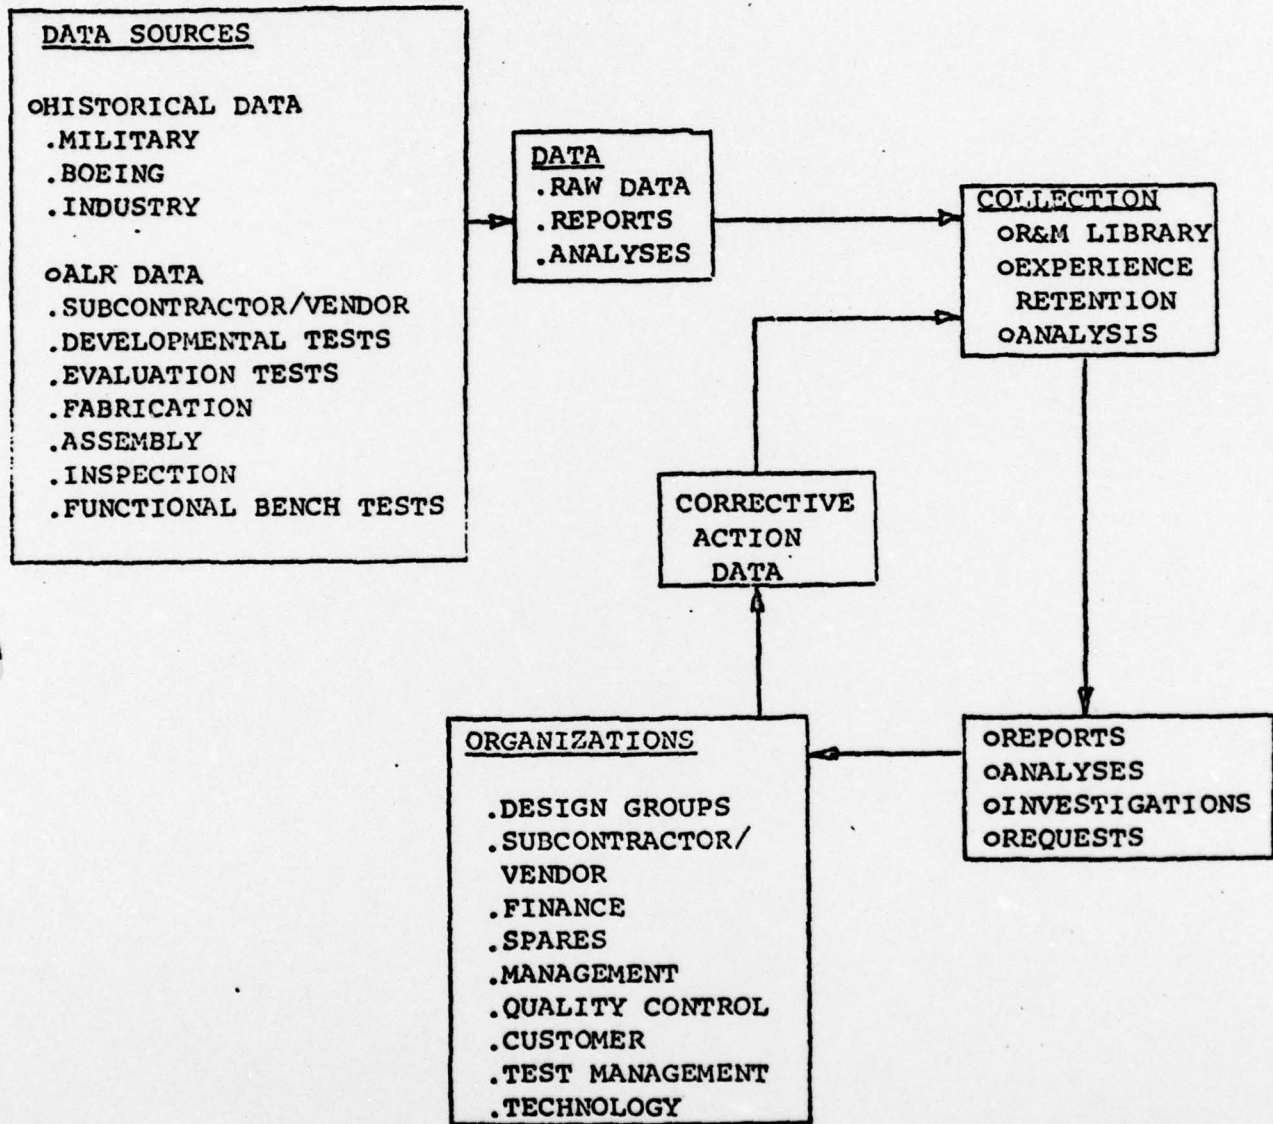 DATA SOURCES
oHISTORICAL DATA
.MILITARY
.BOEING
.INDUSTRY
oALR DATA
.SUBCONTRACTOR/VENDOR
.DEVELOPMENTAL TESTS
.EVALUATION TESTS
.FABRICATION
.ASSEMBLY
.INSPECTION
.FUNCTIONAL BENCH TESTS
DATA
.RAW DATA
.REPORTS
.ANALYSES
COLLECTION
oR&M LIBRARY
oEXPERIENCE
RETENTION
oANALYSIS
CORRECTIVE
ACTION
DATA
oREPORTS
oANALYSES
oINVESTIGATIONS
oREQUESTS
ORGANIZATIONS
.DESIGN GROUPS
.SUBCONTRACTOR/
VENDOR
.FINANCE
.SPARES
.MANAGEMENT
.QUALITY CONTROL
.CUSTOMER
.TEST MANAGEMENT
.TECHNOLOGY